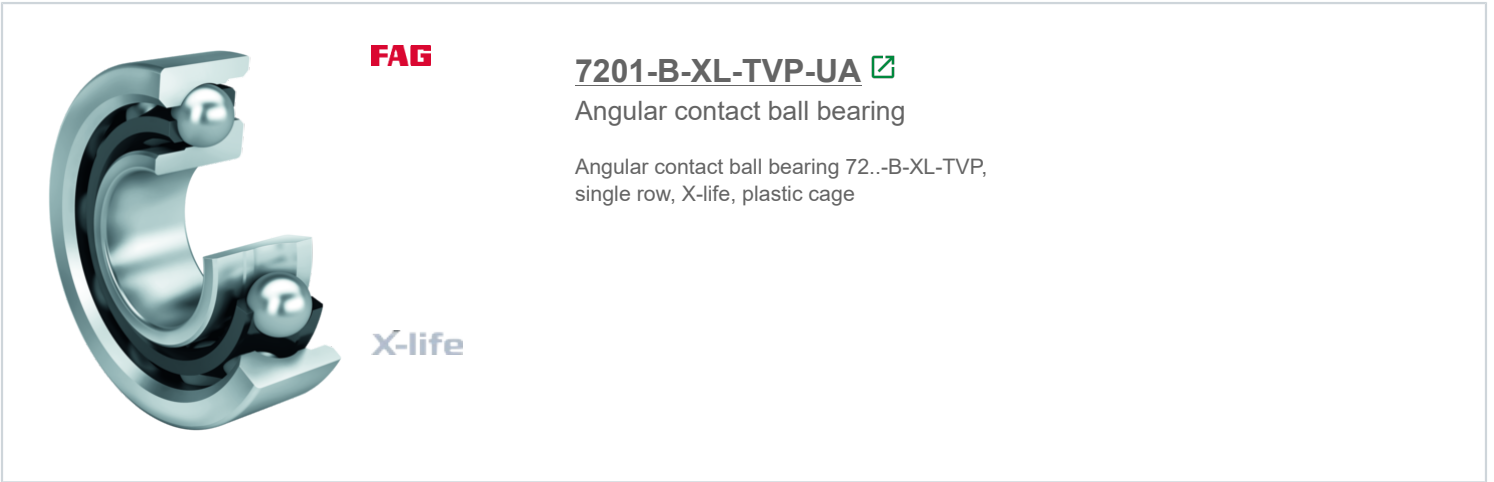 FAG
7201-B-XL-TVP-UA
Angular contact ball bearing
Angular contact ball bearing 72..-B-XL-TVP,
single row, X-life, plastic cage
X-life